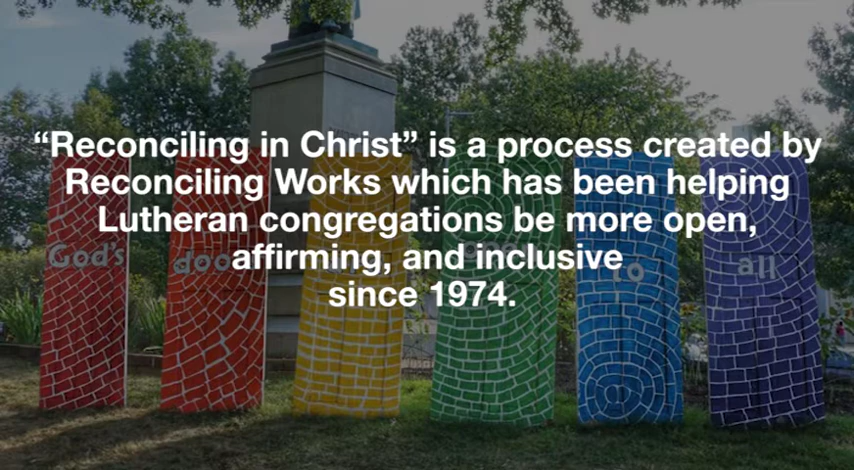 “Reconciling in Christ” is a process created by
Reconciling Works which has been helping
Lutheran congregations be more open,
affirming, and inclusive
since 1974.
God's
to
all